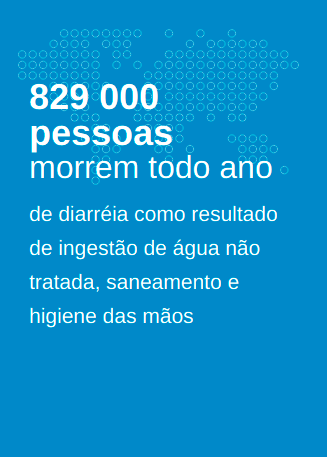 829 000
pessoas
morrem todo ano
de diarréia como resultado
de ingestão de água não
tratada, saneamento e
higiene das mãos